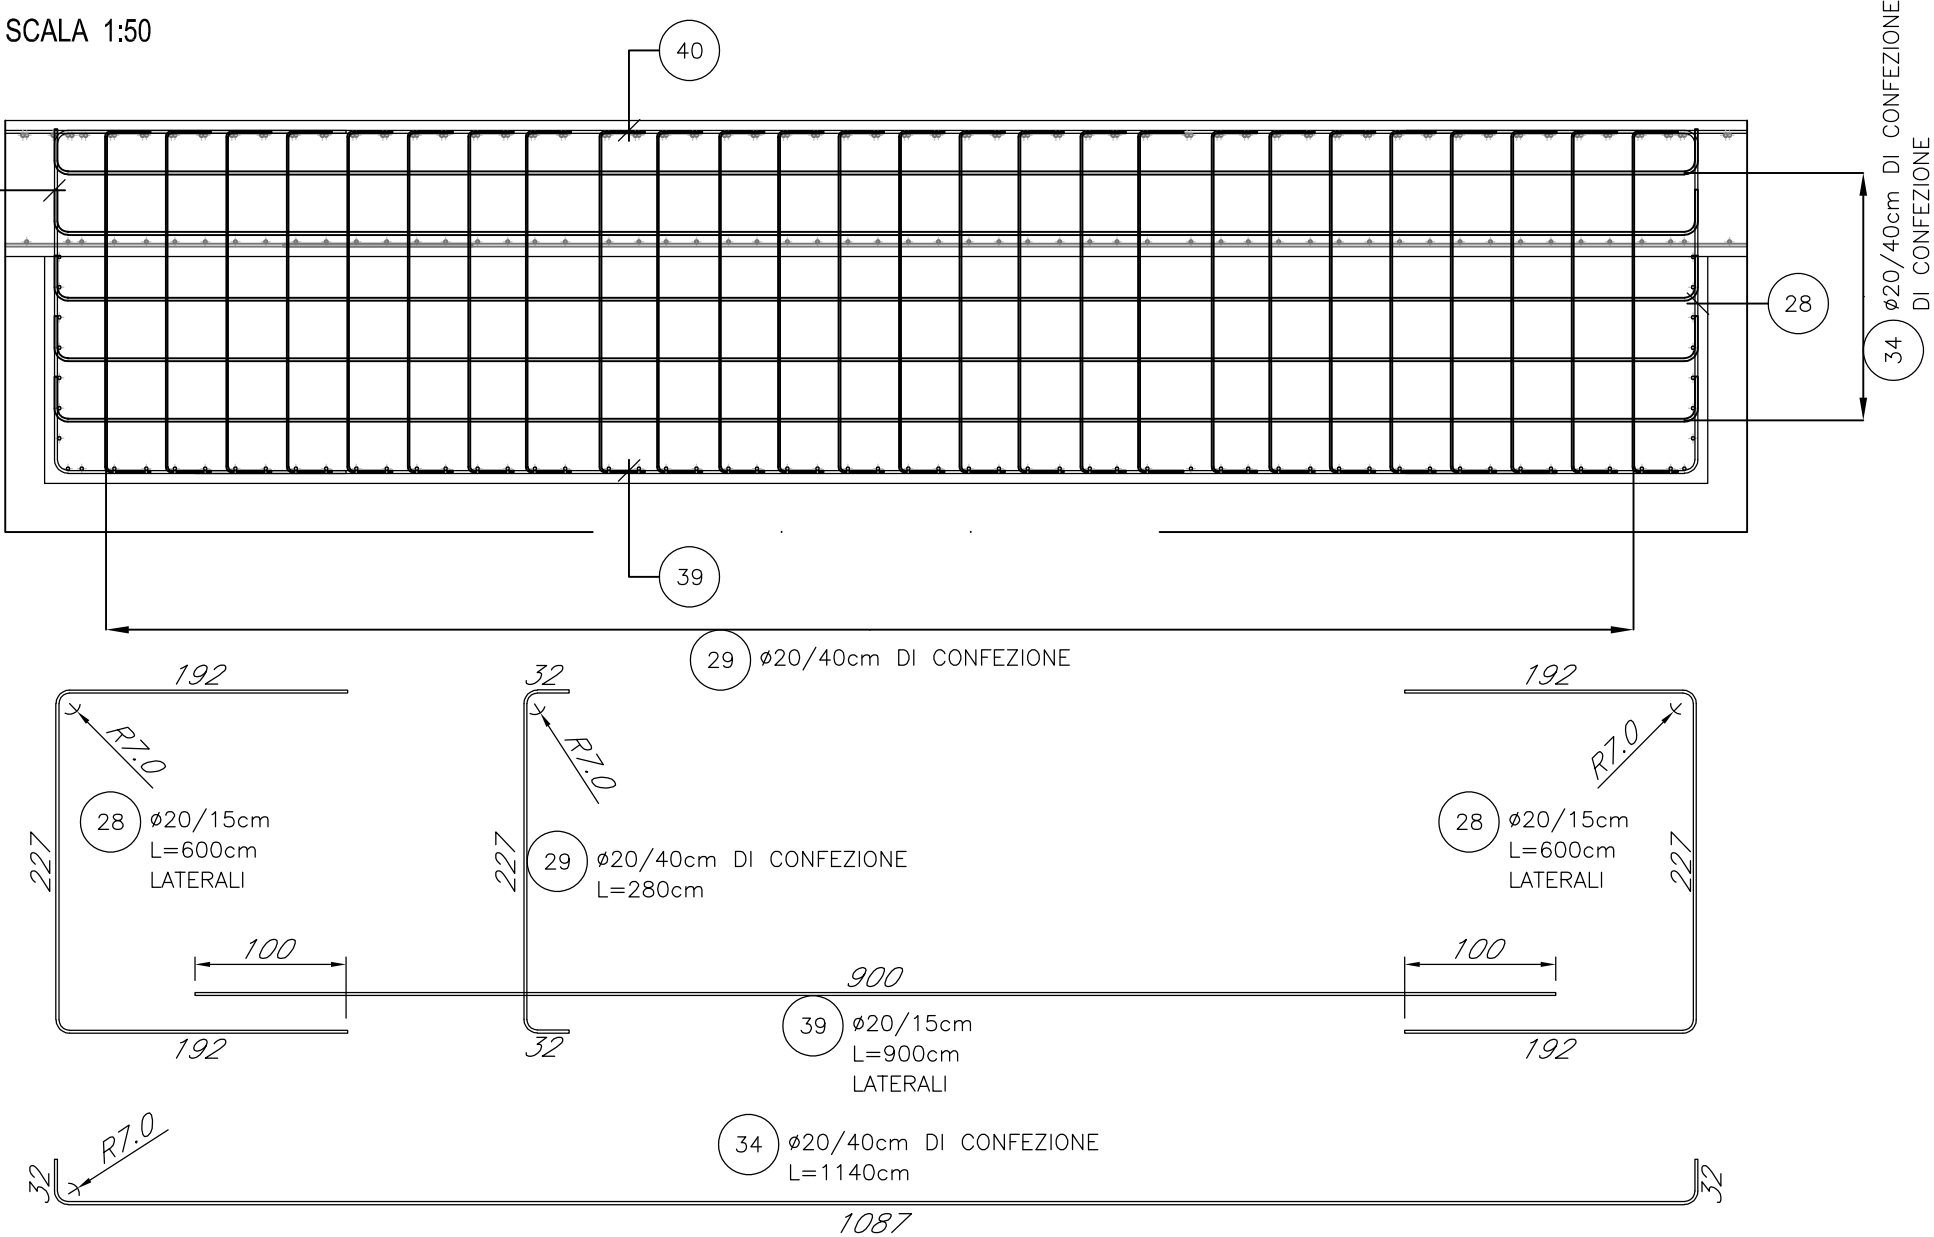 SCALA 1:50
40
28
34 ø20/40cm DI CONFEZIONE
DI CONFEZIONE
39
29 ø20/40cm DI CONFEZIONE
192
32
192
R7.0
R7.0
R7.0
28 ø20/15cm
L=600cm
LATERALI
227
227
29 ø20/40cm DI CONFEZIONE
L=280cm
28 ø20/15cm
L=600cm
LATERALI
227
100
900
100
39 ø20/15cm
L=900cm
LATERALI
192
32
192
R7.0
34 ø20/40cm DI CONFEZIONE
L=1140cm
32
32
1087